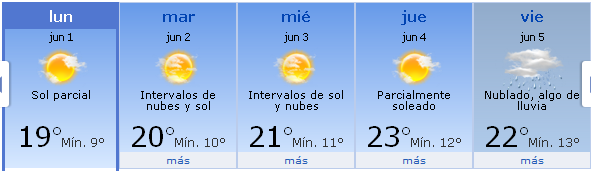 lun
jun 1
Sol parcial
19° Mín. 9°
mar
jun 2
Intervalos de
nubes y sol
20° Mín. 10°
más
mié
jun 3
Intervalos de sol
y nubes
21° Mín. 11°
más
jue
jun 4
Parcialmente
soleado
23° Mín. 12°
más
vie
jun 5
Nublado, algo de
lluvia
22° Mín. 13°
más